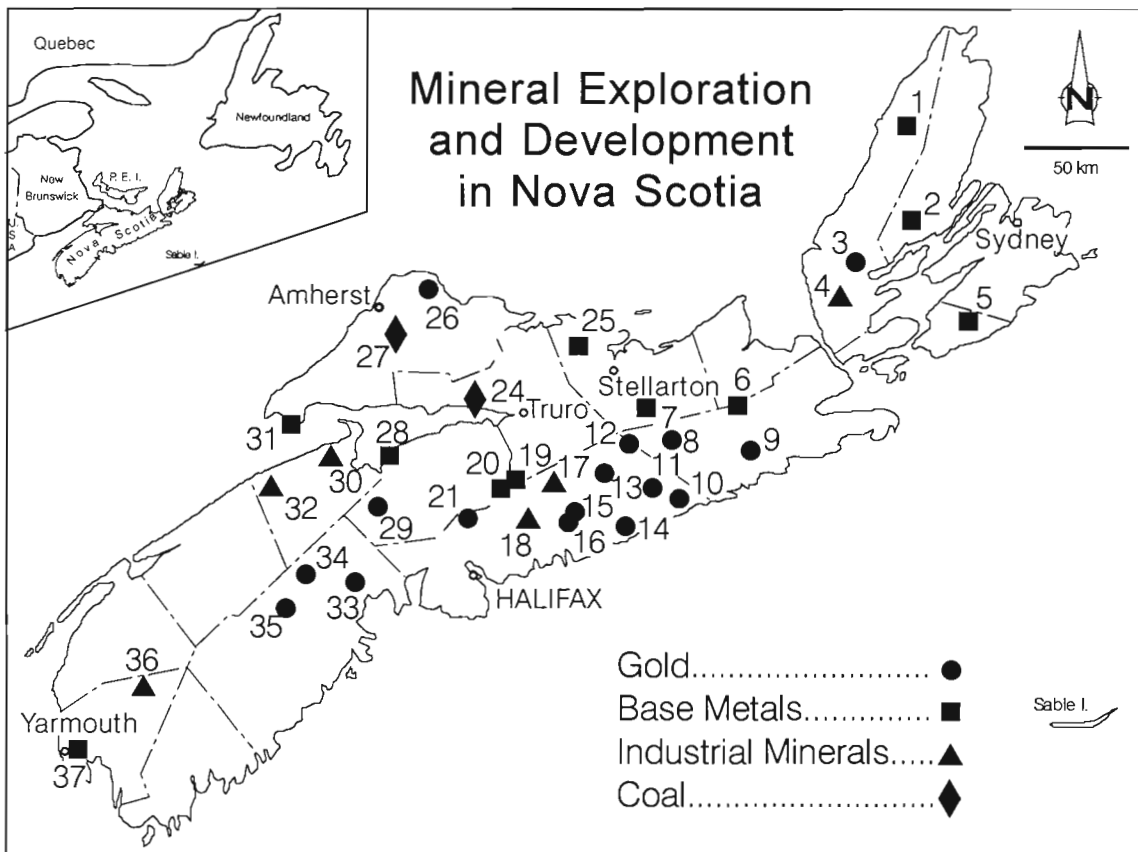 Quebec
Newfoundland
New
Brunswick
P.E.I.
U
S
A
Nova Scotia
Sable I.
Mineral Exploration
and Development
in Nova Scotia
N
50 km
1
2
3
4
5
Sydney
Amherst
26
27
25
Stellarton
6
24
Truro
7
8
9
12
31
28
30
32
20
19
17
13
11
10
21
29
18
15
16
14
HALIFAX
34
33
35
36
Yarmouth
37
Gold..........................
Base Metals..............
Industrial Minerals.....
Coal.........................
Sable I.